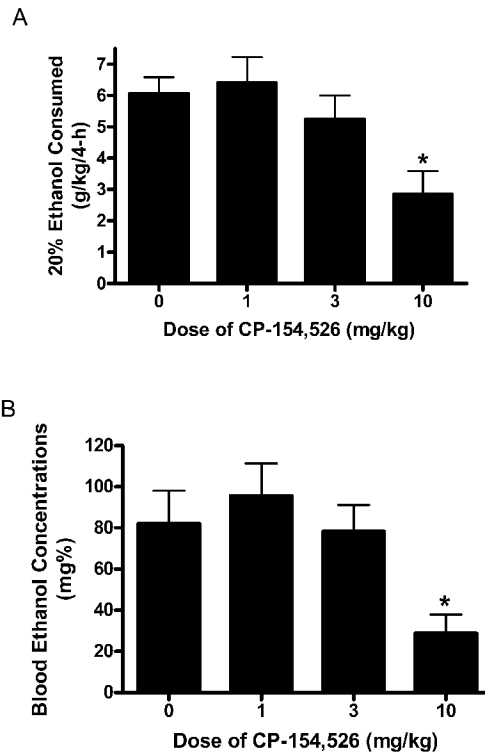 A
20% Ethanol Consumed
(g/kg/4-h)
7
6
5
4
3
2
1
0
*
0 1 3 10
Dose of CP-154,526 (mg/kg)
B
Blood Ethanol Concentrations
(mg%)
120
100
80
60
40
20
0
*
0 1 3 10
Dose of CP-154,526 (mg/kg)